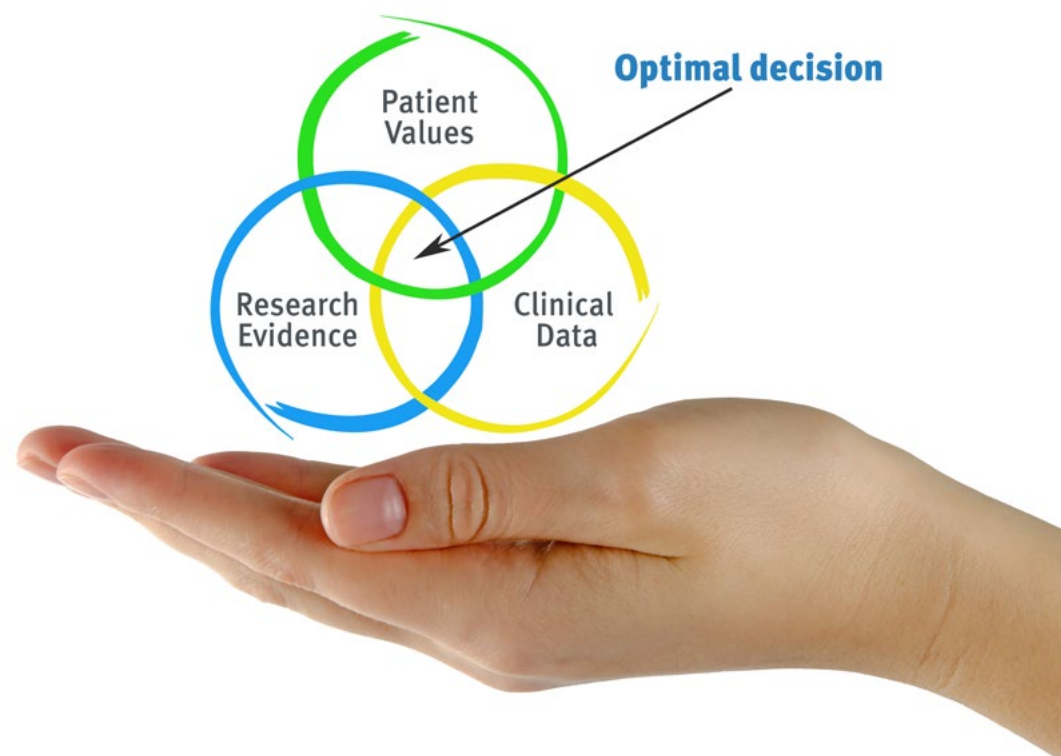 Optimal decision
Patient
Values
Research
Evidence
Clinical
Data